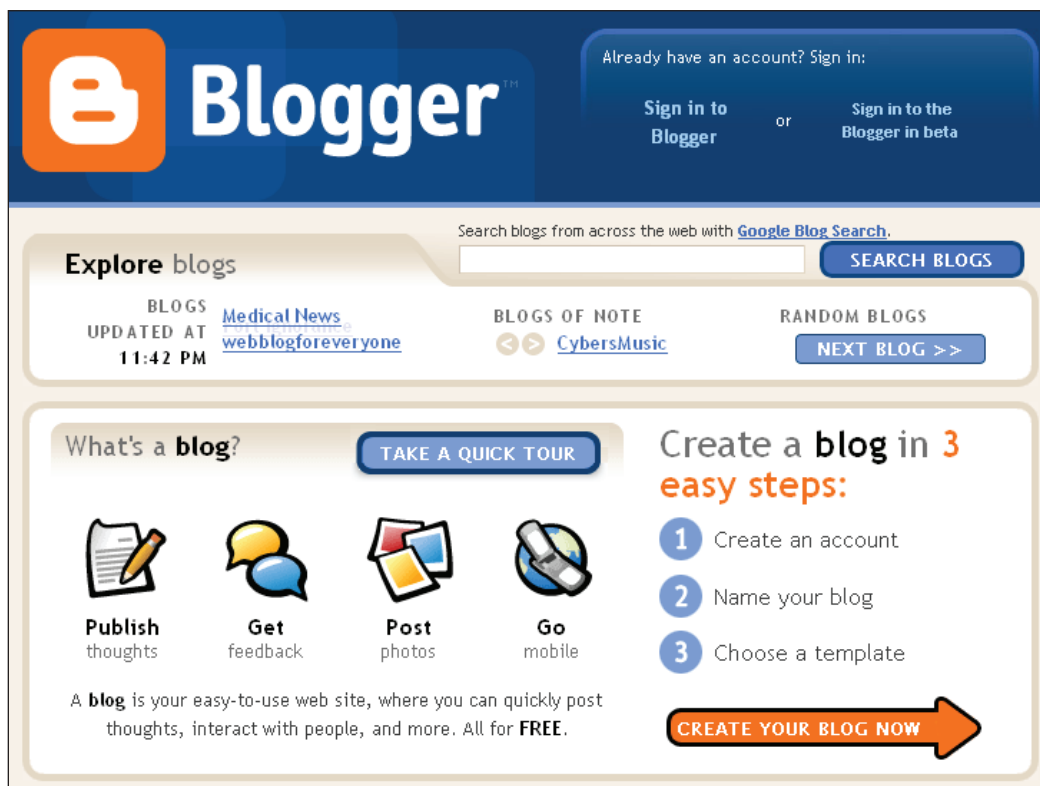 Blogger™
Already have an account? Sign in:
Sign in to
Blogger
or
Sign in to the
Blogger in beta
Search blogs from across the web with Google Blog Search.
Explore blogs
SEARCH BLOGS
BLOGS
UPDATED AT
11:42 PM
Medical News
Fort Ignorance
webblogforeveryone
BLOGS OF NOTE
CybersMusic
RANDOM BLOGS
NEXT BLOG >>
What's a blog?
TAKE A QUICK TOUR
Publish
thoughts
Get
feedback
Post
photos
Go
mobile
A blog is your easy-to-use web site, where you can quickly post
thoughts, interact with people, and more. All for FREE.
Create a blog in 3
easy steps:
1 Create an account
2 Name your blog
3 Choose a template
CREATE YOUR BLOG NOW